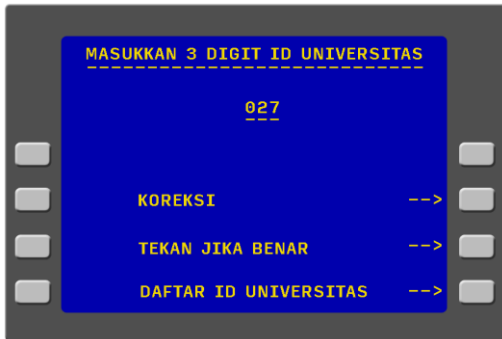 MASUKKAN 3 DIGIT ID UNIVERSITAS
027
KOREKSI -->
TEKAN JIKA BENAR -->
DAFTAR ID UNIVERSITAS -->